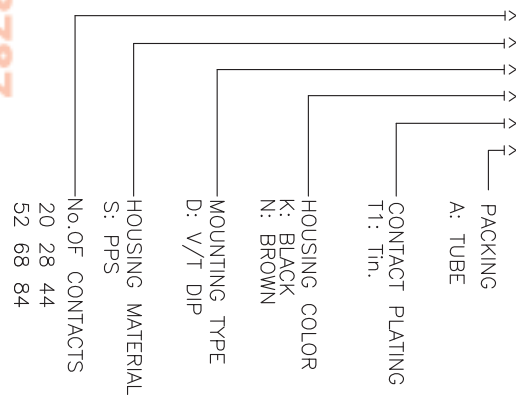 PACKING
A: TUBE
CONTACT PLATING
T1: Tin.
HOUSING COLOR
K: BLACK
N: BROWN
MOUNTING TYPE
D: V/T DIP
HOUSING MATERIAL
S: PPS
No.OF CONTACTS
20 28 44
52 68 84